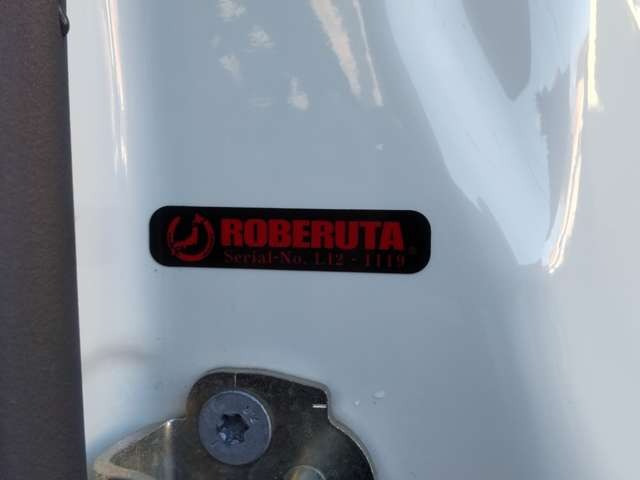 ROBERUTA
Serial-No. L12 - 1119